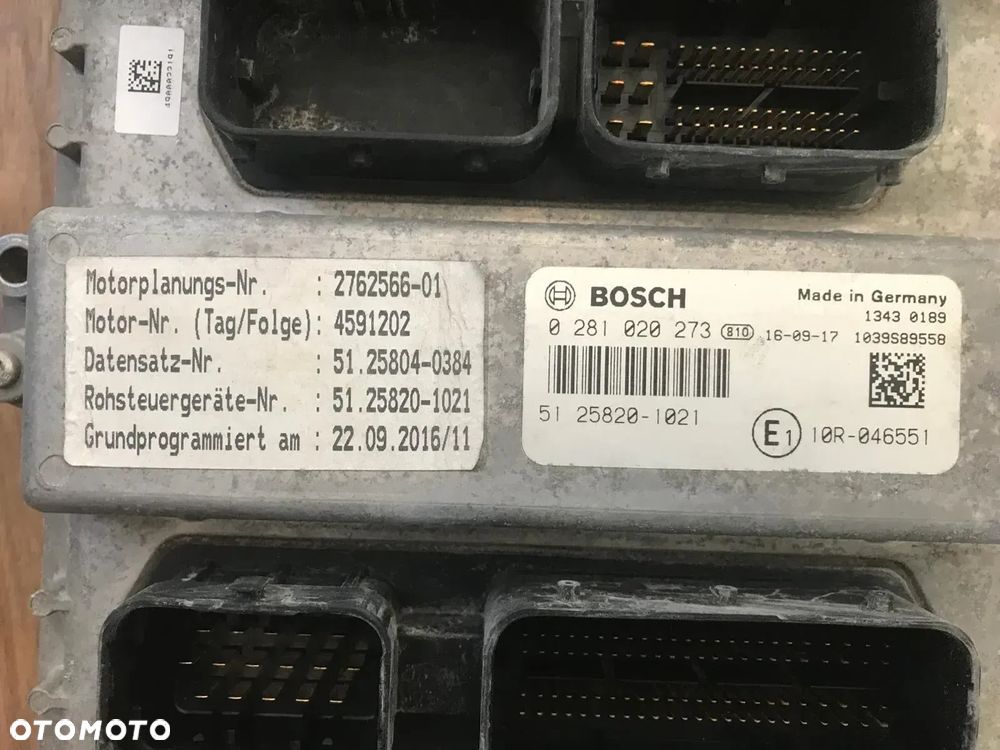 Motorplanungs-Nr. : 2762566-01
Motor-Nr. (Tag/Folge): 4591202
Datensatz-Nr. : 51.25804-0384
Rohsteuergeräte-Nr. : 51.25820-1021
Grundprogrammiert am : 22.09.2016/11
BOSCH
Made in Germany
1343 0189
0 281 020 273 810 16-09-17 1039S89558
51 25820-1021
E1 10R-046551
OTOMOTO